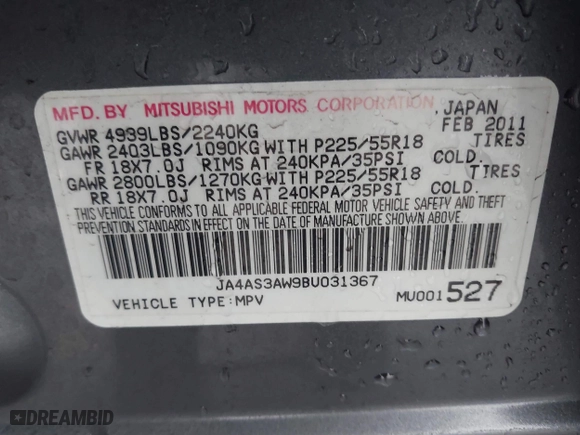 MFD. BY MITSUBISHI MOTORS CORPORATION JAPAN
GVWR 4939LBS/2240KG FEB 2011
GAWR 2403LBS/1090KG WITH P225/55R18 TIRES
FR 18X7.0J RIMS AT 240KPA/35PSI COLD.
GAWR 2800LBS/1270KG WITH P225/55R18 TIRES
RR 18X7.0J RIMS AT 240KPA/35PSI COLD.
THIS VEHICLE CONFORMS TO ALL APPLICABLE FEDERAL MOTOR VEHICLE SAFETY AND THEFT
PREVENTION STANDARDS IN EFFECT ON THE DATE OF MANUFACTURE SHOWN ABOVE.
JA4AS3AW9BU031367
VEHICLE TYPE:MPV MU001527
DREAMBID